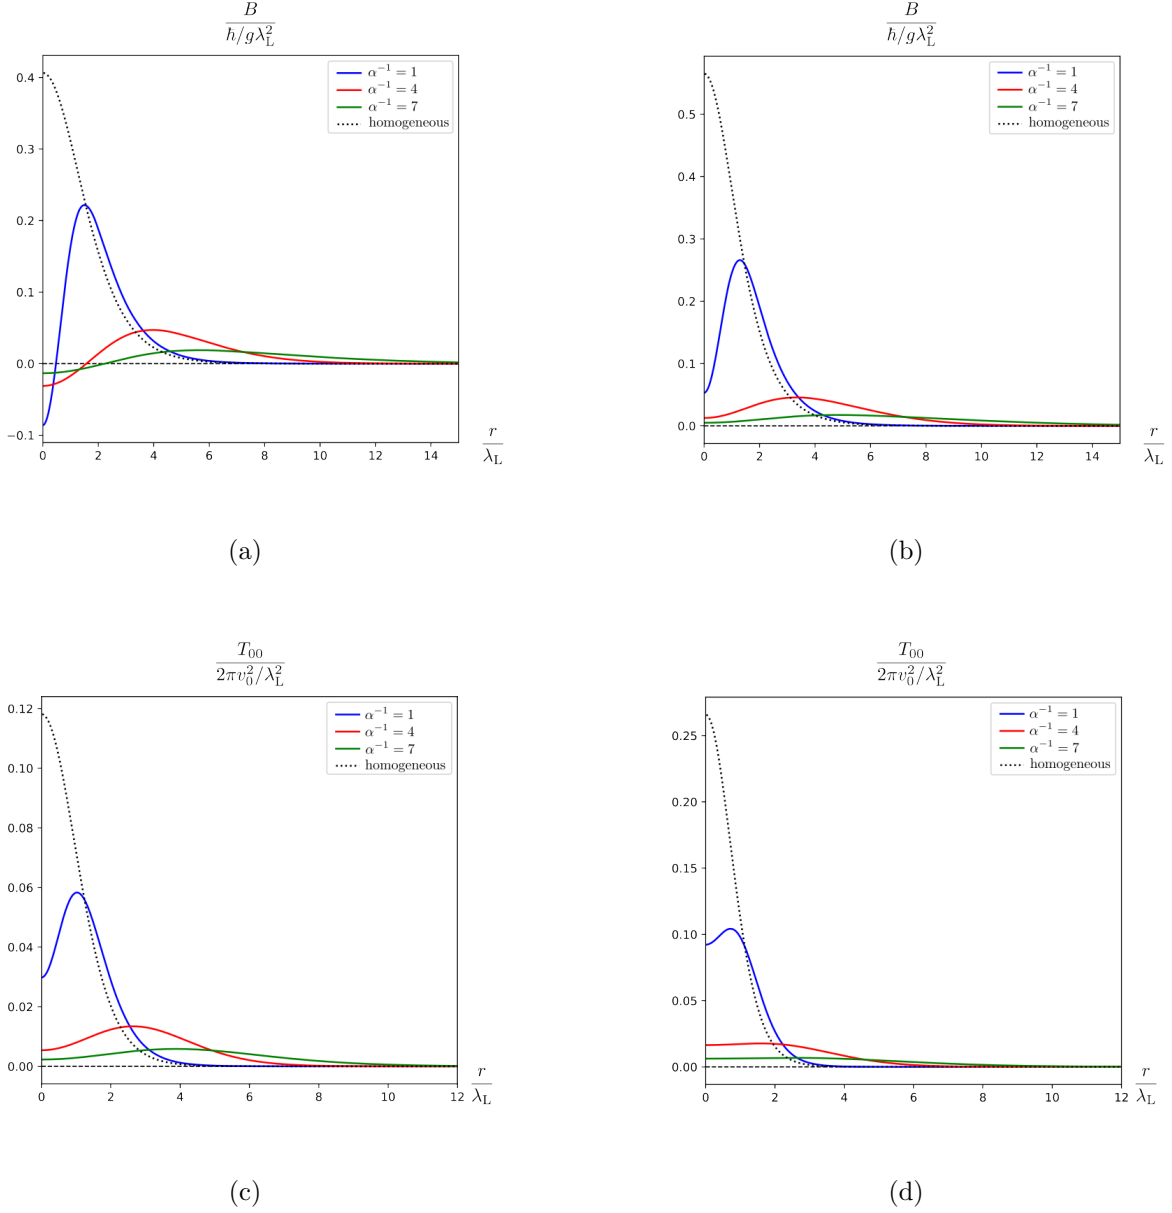 B
ħ/gλ_L^2
0.4
0.3
0.2
0.1
0.0
−0.1
α^{−1} = 1
α^{−1} = 4
α^{−1} = 7
homogeneous
0 2 4 6 8 10 12 14
r
λ_L
(a)
B
ħ/gλ_L^2
0.5
0.4
0.3
0.2
0.1
0.0
α^{−1} = 1
α^{−1} = 4
α^{−1} = 7
homogeneous
0 2 4 6 8 10 12 14
r
λ_L
(b)
T_{00}
2πv_0^2/λ_L^2
0.12
0.10
0.08
0.06
0.04
0.02
0.00
α^{−1} = 1
α^{−1} = 4
α^{−1} = 7
homogeneous
0 2 4 6 8 10 12
r
λ_L
(c)
T_{00}
2πv_0^2/λ_L^2
0.25
0.20
0.15
0.10
0.05
0.00
α^{−1} = 1
α^{−1} = 4
α^{−1} = 7
homogeneous
0 2 4 6 8 10 12
r
λ_L
(d)